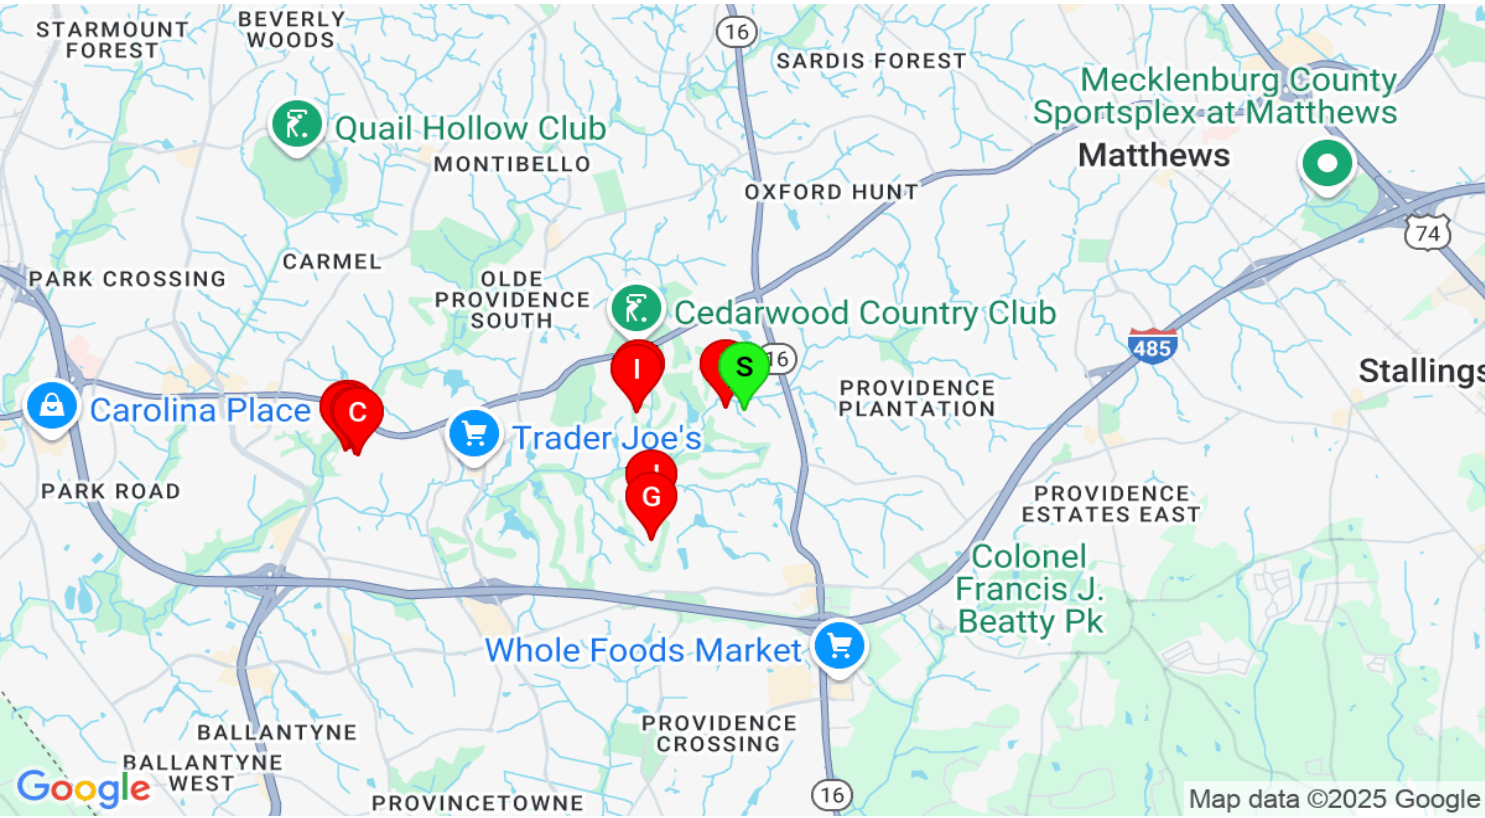 STARMOUNT
FOREST
BEVERLY
WOODS
16
SARDIS FOREST
Mecklenburg County
Sportsplex at Matthews
Quail Hollow Club
MONTIBELLO
Matthews
OXFORD HUNT
74
CARMEL
PARK CROSSING
OLDE
PROVIDENCE
SOUTH
Cedarwood Country Club
485
I
S
16
Stallings
PROVIDENCE
PLANTATION
Carolina Place
C
Trader Joe's
PARK ROAD
G
PROVIDENCE
ESTATES EAST
Colonel
Francis J.
Beatty Pk
Whole Foods Market
PROVIDENCE
CROSSING
BALLANTYNE
BALLANTYNE
WEST
Google
PROVINCETOWNE
16
Map data ©2025 Google